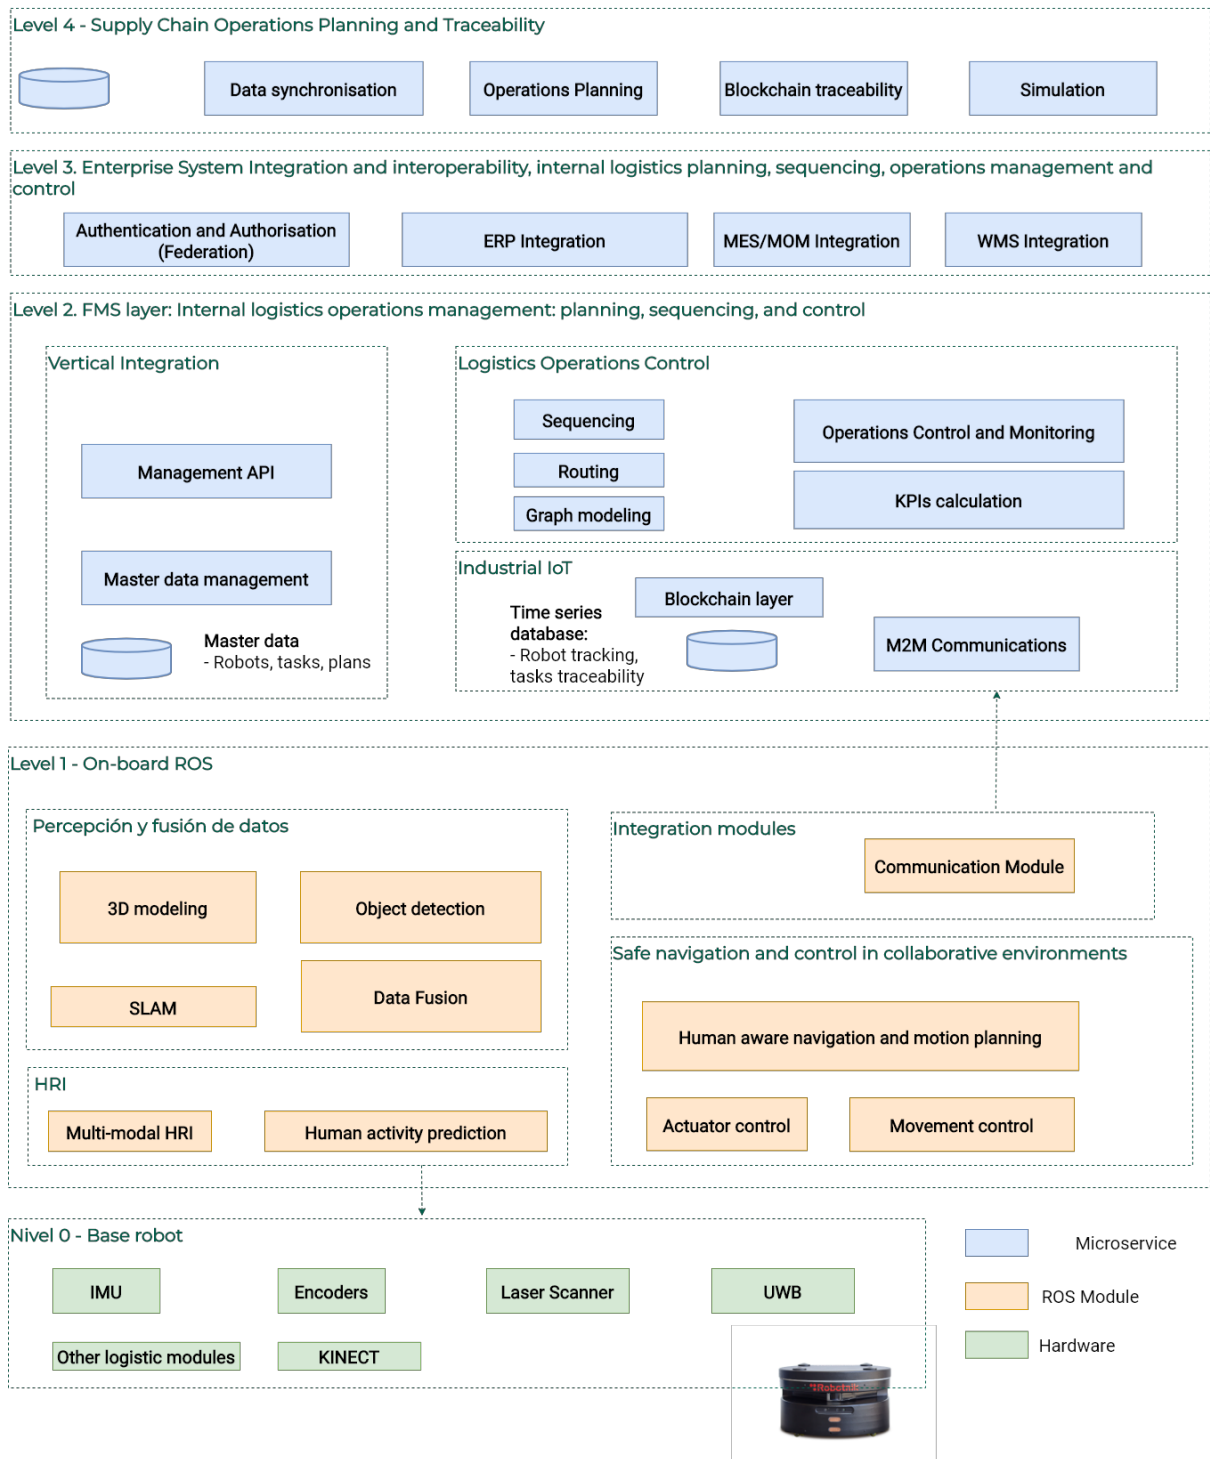 Level 4 - Supply Chain Operations Planning and Traceability
Data synchronisation
Operations Planning
Blockchain traceability
Simulation
Level 3. Enterprise System Integration and interoperability, internal logistics planning, sequencing, operations management and
control
Authentication and Authorisation
(Federation)
ERP Integration
MES/MOM Integration
WMS Integration
Level 2. FMS layer: Internal logistics operations management: planning, sequencing, and control
Vertical Integration
Management API
Master data management
Master data
- Robots, tasks, plans
Logistics Operations Control
Sequencing
Routing
Graph modeling
Operations Control and Monitoring
KPIs calculation
Industrial IoT
Time series
database:
- Robot tracking,
tasks traceability
Blockchain layer
M2M Communications
Level 1 - On-board ROS
Percepción y fusión de datos
3D modeling
Object detection
SLAM
Data Fusion
HRI
Multi-modal HRI
Human activity prediction
Integration modules
Communication Module
Safe navigation and control in collaborative environments
Human aware navigation and motion planning
Actuator control
Movement control
Nivel 0 - Base robot
IMU
Encoders
Laser Scanner
UWB
Other logistic modules
KINECT
Robotnik
Microservice
ROS Module
Hardware